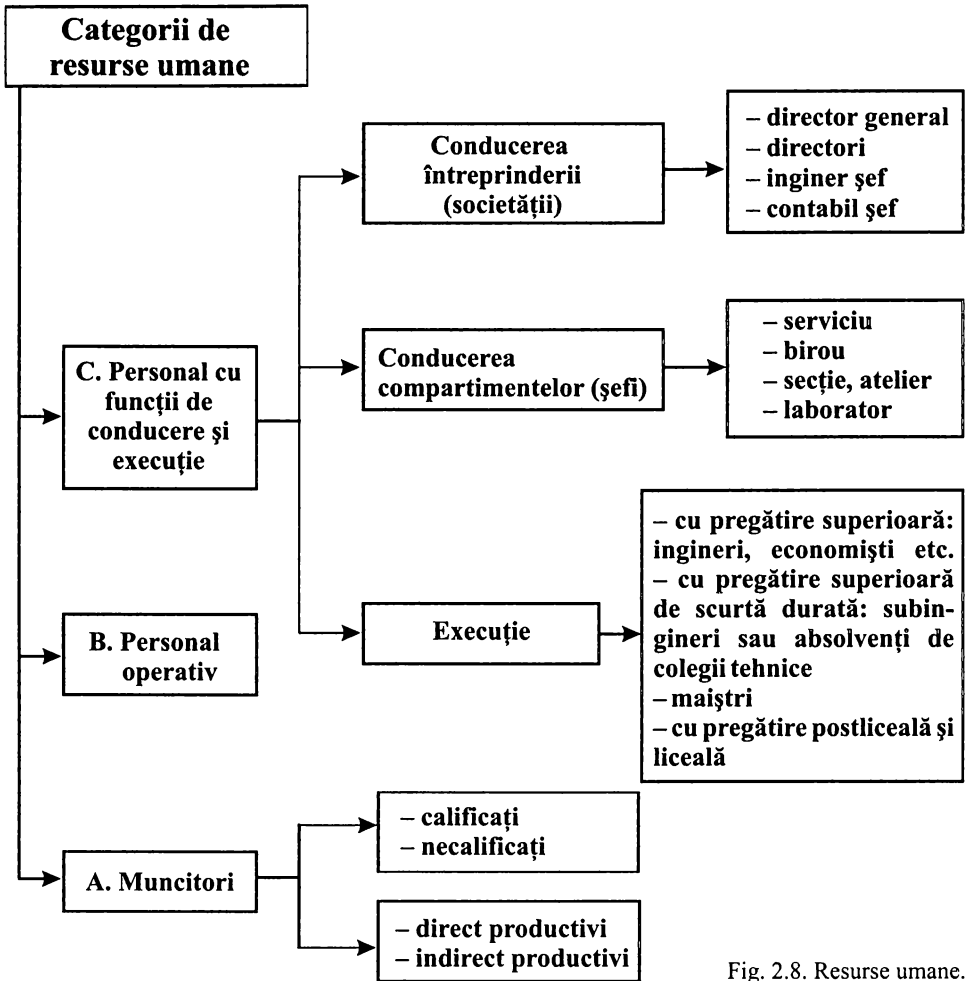 Categorii de
resurse umane
Conducerea
întreprinderii
(societății)
– director general
– directori
– inginer şef
– contabil şef
C. Personal cu
funcții de
conducere şi
execuție
Conducerea
compartimentelor (şefi)
– serviciu
– birou
– secție, atelier
– laborator
Execuție
– cu pregătire superioară:
ingineri, economişti etc.
– cu pregătire superioară
de scurtă durată: subin-
gineri sau absolvenți de
colegii tehnice
– maiştri
– cu pregătire postliceală şi
liceală
B. Personal
operativ
A. Muncitori
– calificați
– necalificați
– direct productivi
– indirect productivi
Fig. 2.8. Resurse umane.